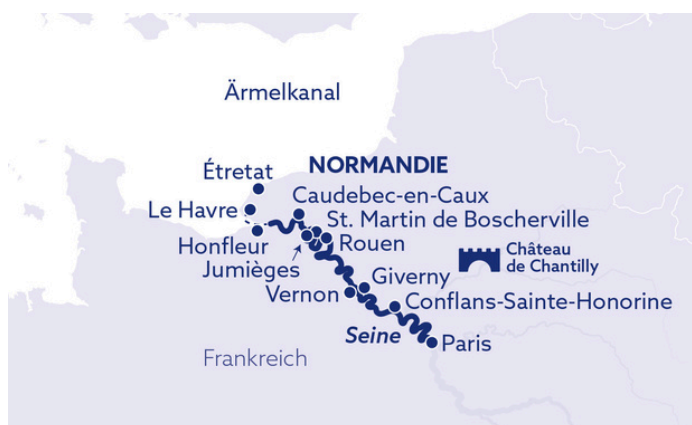 Ärmelkanal
NORMANDIE
Étretat
Caudebec-en-Caux
Le Havre
St. Martin de Boscherville
Honfleur
Rouen
Jumièges
Château
de Chantilly
Giverny
Vernon
Conflans-Sainte-Honorine
Seine
Paris
Frankreich